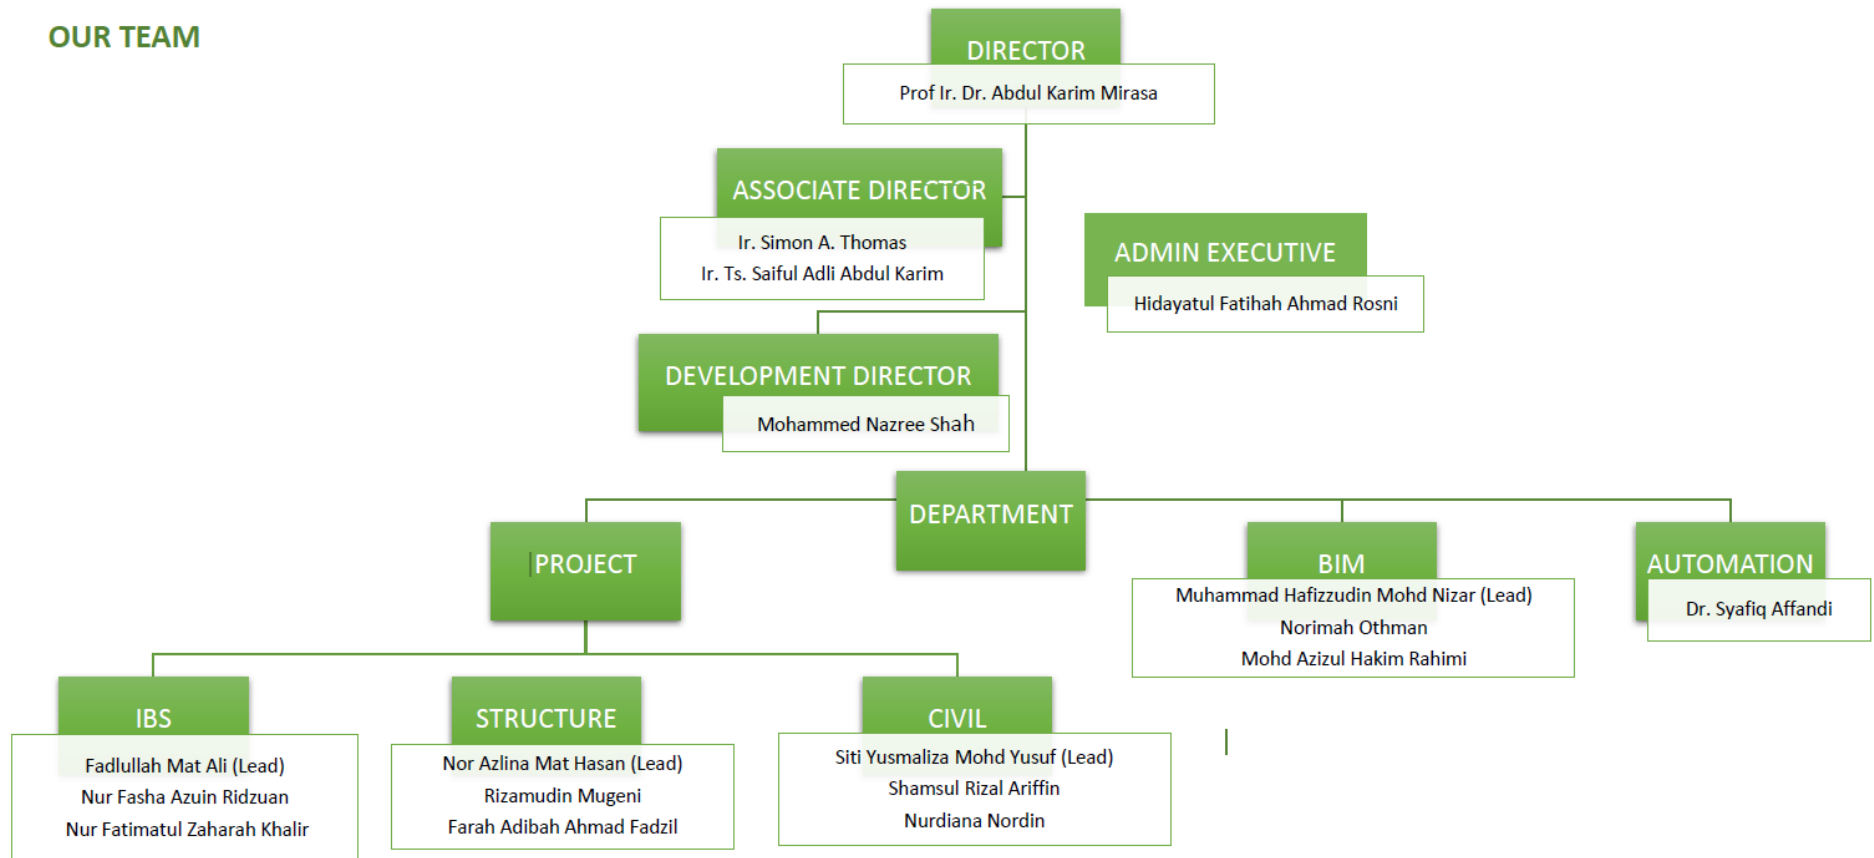 OUR TEAM
DIRECTOR
Prof Ir. Dr. Abdul Karim Mirasa
ASSOCIATE DIRECTOR
Ir. Simon A. Thomas
Ir. Ts. Saiful Adli Abdul Karim
ADMIN EXECUTIVE
Hidayatul Fatihah Ahmad Rosni
DEVELOPMENT DIRECTOR
Mohammed Nazree Shah
DEPARTMENT
PROJECT
BIM
Muhammad Hafizzudin Mohd Nizar (Lead)
Norimah Othman
Mohd Azizul Hakim Rahimi
AUTOMATION
Dr. Syafiq Affandi
IBS
Fadlullah Mat Ali (Lead)
Nur Fasha Azuin Ridzuan
Nur Fatimatul Zaharah Khalir
STRUCTURE
Nor Azlina Mat Hasan (Lead)
Rizamudin Mugeni
Farah Adibah Ahmad Fadzil
CIVIL
Siti Yusmaliza Mohd Yusuf (Lead)
Shamsul Rizal Ariffin
Nurdiana Nordin